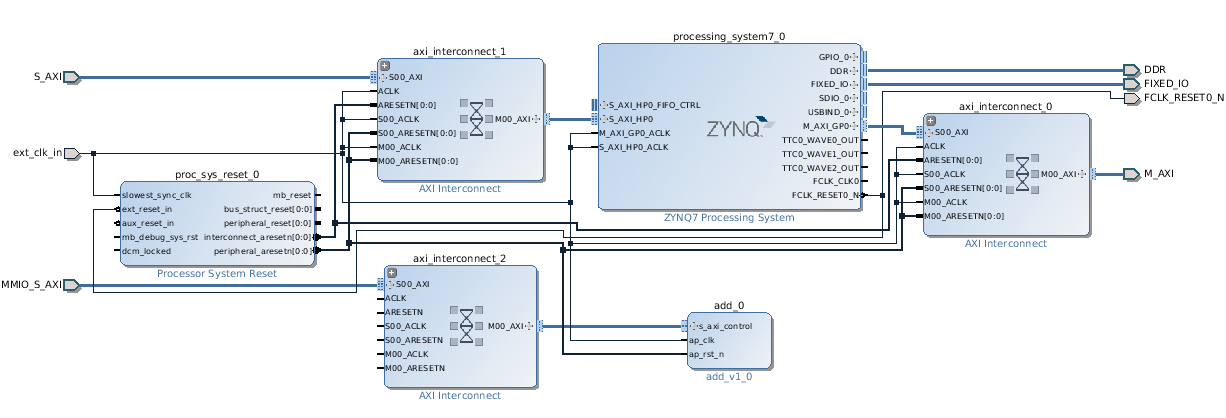 processing_system7_0
axi_interconnect_1
GPIO_0
DDR
FIXED_IO
SDIO_0
USBIND_0
M_AXI_GP0
TTC0_WAVE0_OUT
TTC0_WAVE1_OUT
TTC0_WAVE2_OUT
FCLK_CLK0
FCLK_RESET0_N
S_AXI_HP0_FIFO_CTRL
S_AXI_HP0
M_AXI_GP0_ACLK
S_AXI_HP0_ACLK
ZYNQ
ZYNQ7 Processing System
DDR
FIXED_IO
FCLK_RESET0_N
S_AXI
S00_AXI
ACLK
ARESETN[0:0]
S00_ACLK
S00_ARESETN[0:0]
M00_ACLK
M00_ARESETN[0:0]
M00_AXI
AXI Interconnect
axi_interconnect_0
S00_AXI
ACLK
ARESETN[0:0]
S00_ACLK
S00_ARESETN[0:0]
M00_ACLK
M00_ARESETN[0:0]
M00_AXI
AXI Interconnect
M_AXI
ext_clk_in
proc_sys_reset_0
slowest_sync_clk
ext_reset_in
aux_reset_in
mb_debug_sys_rst
dcm_locked
mb_reset
bus_struct_reset[0:0]
peripheral_reset[0:0]
interconnect_aresetn[0:0]
peripheral_aresetn[0:0]
Processor System Reset
MMIO_S_AXI
axi_interconnect_2
S00_AXI
ACLK
ARESETN
S00_ACLK
S00_ARESETN
M00_ACLK
M00_ARESETN
M00_AXI
AXI Interconnect
add_0
s_axi_control
ap_clk
ap_rst_n
add_v1_0